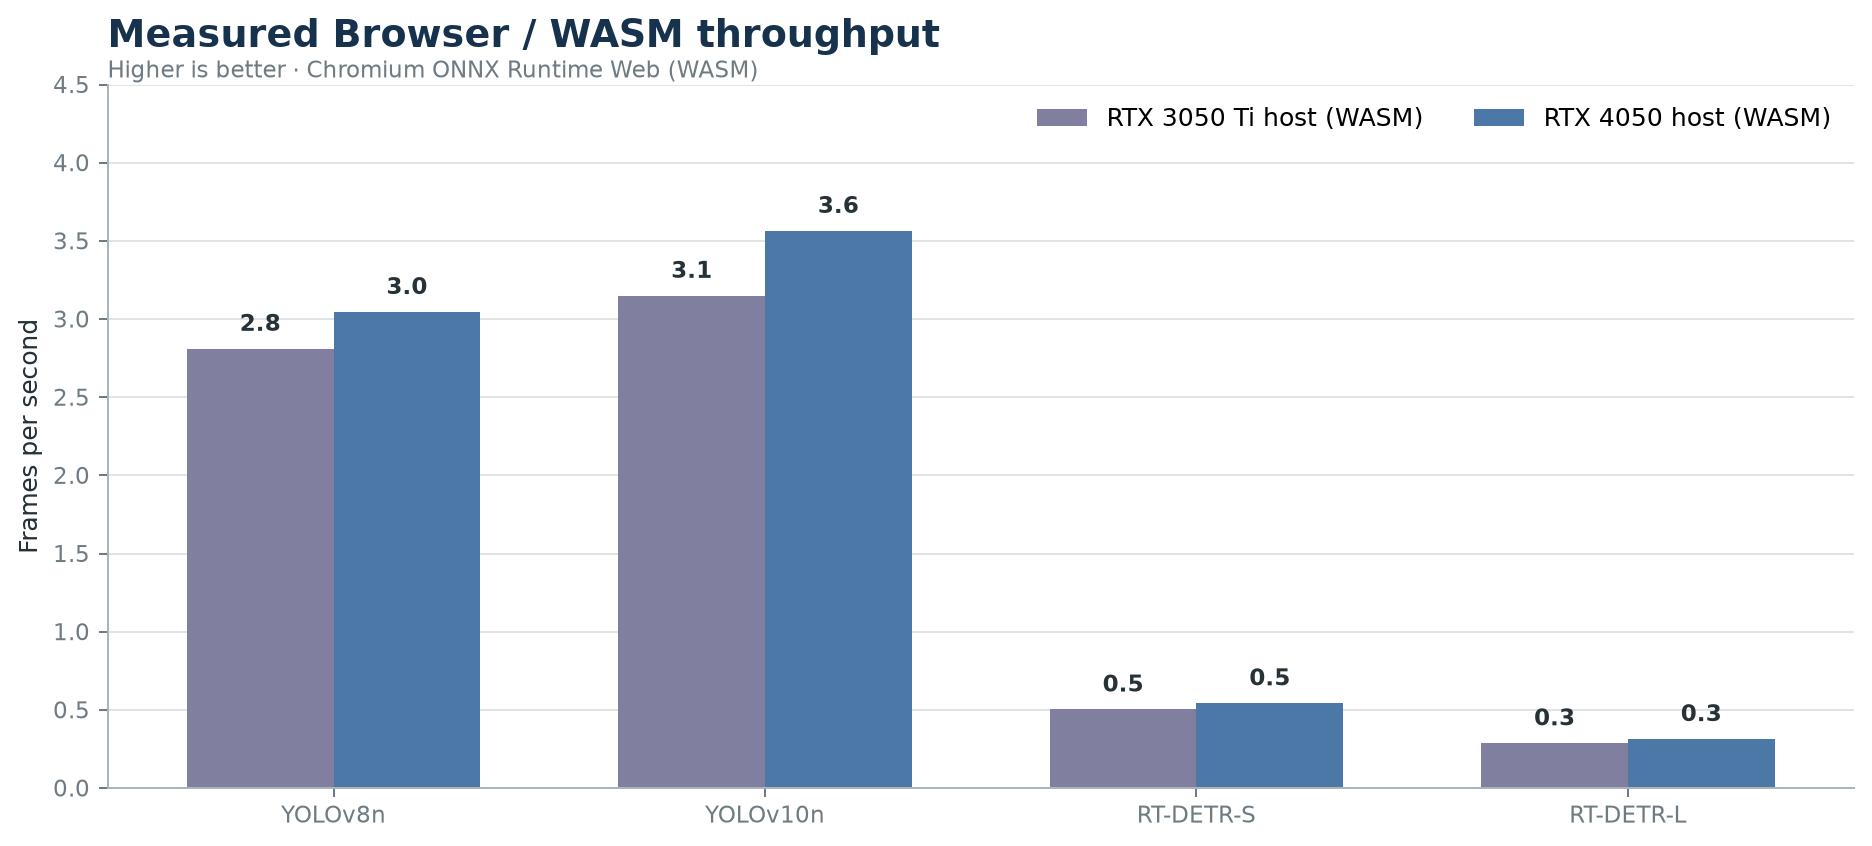 Measured Browser / WASM throughput
Higher is better · Chromium ONNX Runtime Web (WASM)
RTX 3050 Ti host (WASM)
RTX 4050 host (WASM)
Frames per second
4.5
4.0
3.5
3.0
2.5
2.0
1.5
1.0
0.5
0.0
2.8
3.0
3.1
3.6
0.5
0.5
0.3
0.3
YOLOv8n
YOLOv10n
RT-DETR-S
RT-DETR-L